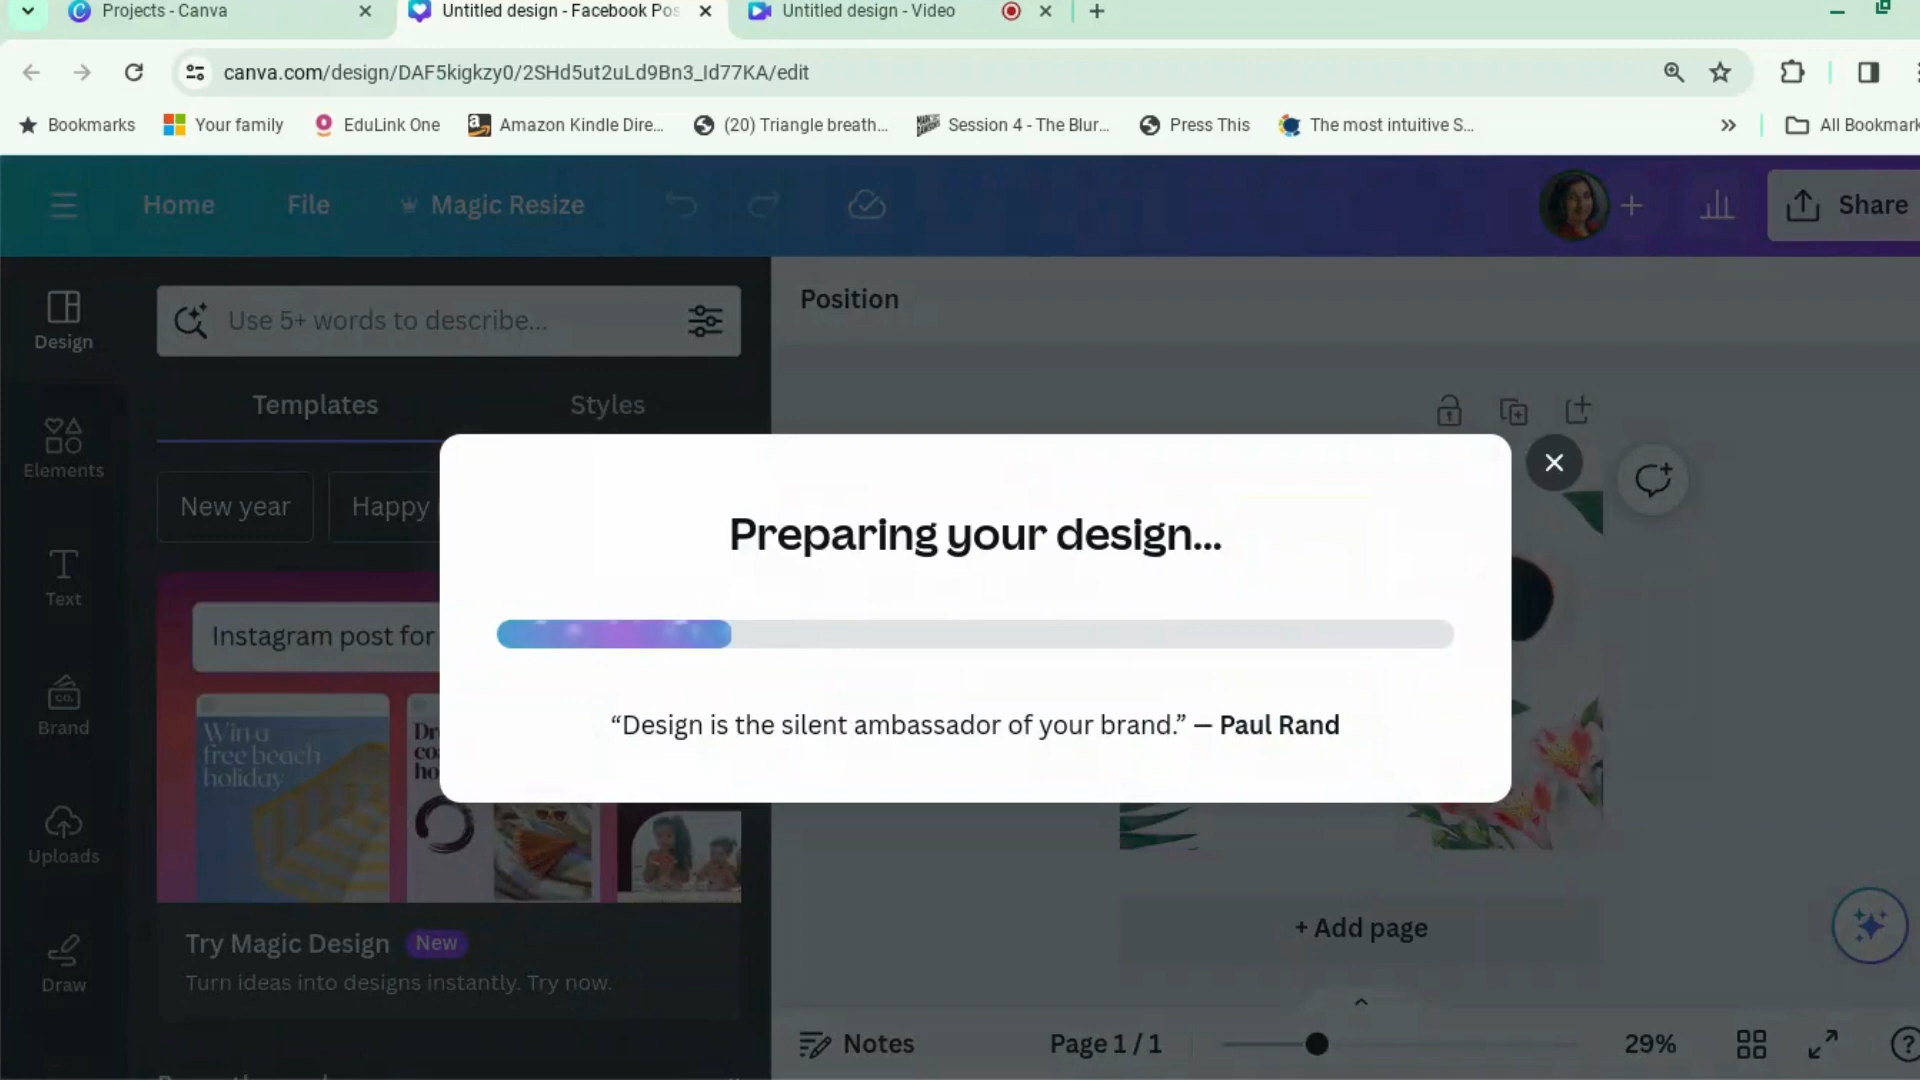 Projects - Canva
Untitled design - Facebook Pos
Untitled design - Video
canva.com/design/DAF5kigkzy0/2SHd5ut2uLd9Bn3_Id77KA/edit
Bookmarks
Your family
EduLink One
Amazon Kindle Dire...
(20) Triangle breath...
Session 4 - The Blur...
Press This
The most intuitive S...
All Bookmark
Home
File
Magic Resize
Share
Design
Use 5+ words to describe...
Position
Templates
Styles
Elements
New year
Happy
Preparing your design...
Text
Instagram post for
“Design is the silent ambassador of your brand.” — Paul Rand
Brand
CO.
Win a
free beach
holiday
Dr
co
ho
Uploads
+ Add page
Try Magic Design
New
Turn ideas into designs instantly. Try now.
Draw
Notes
Page 1 / 1
29%